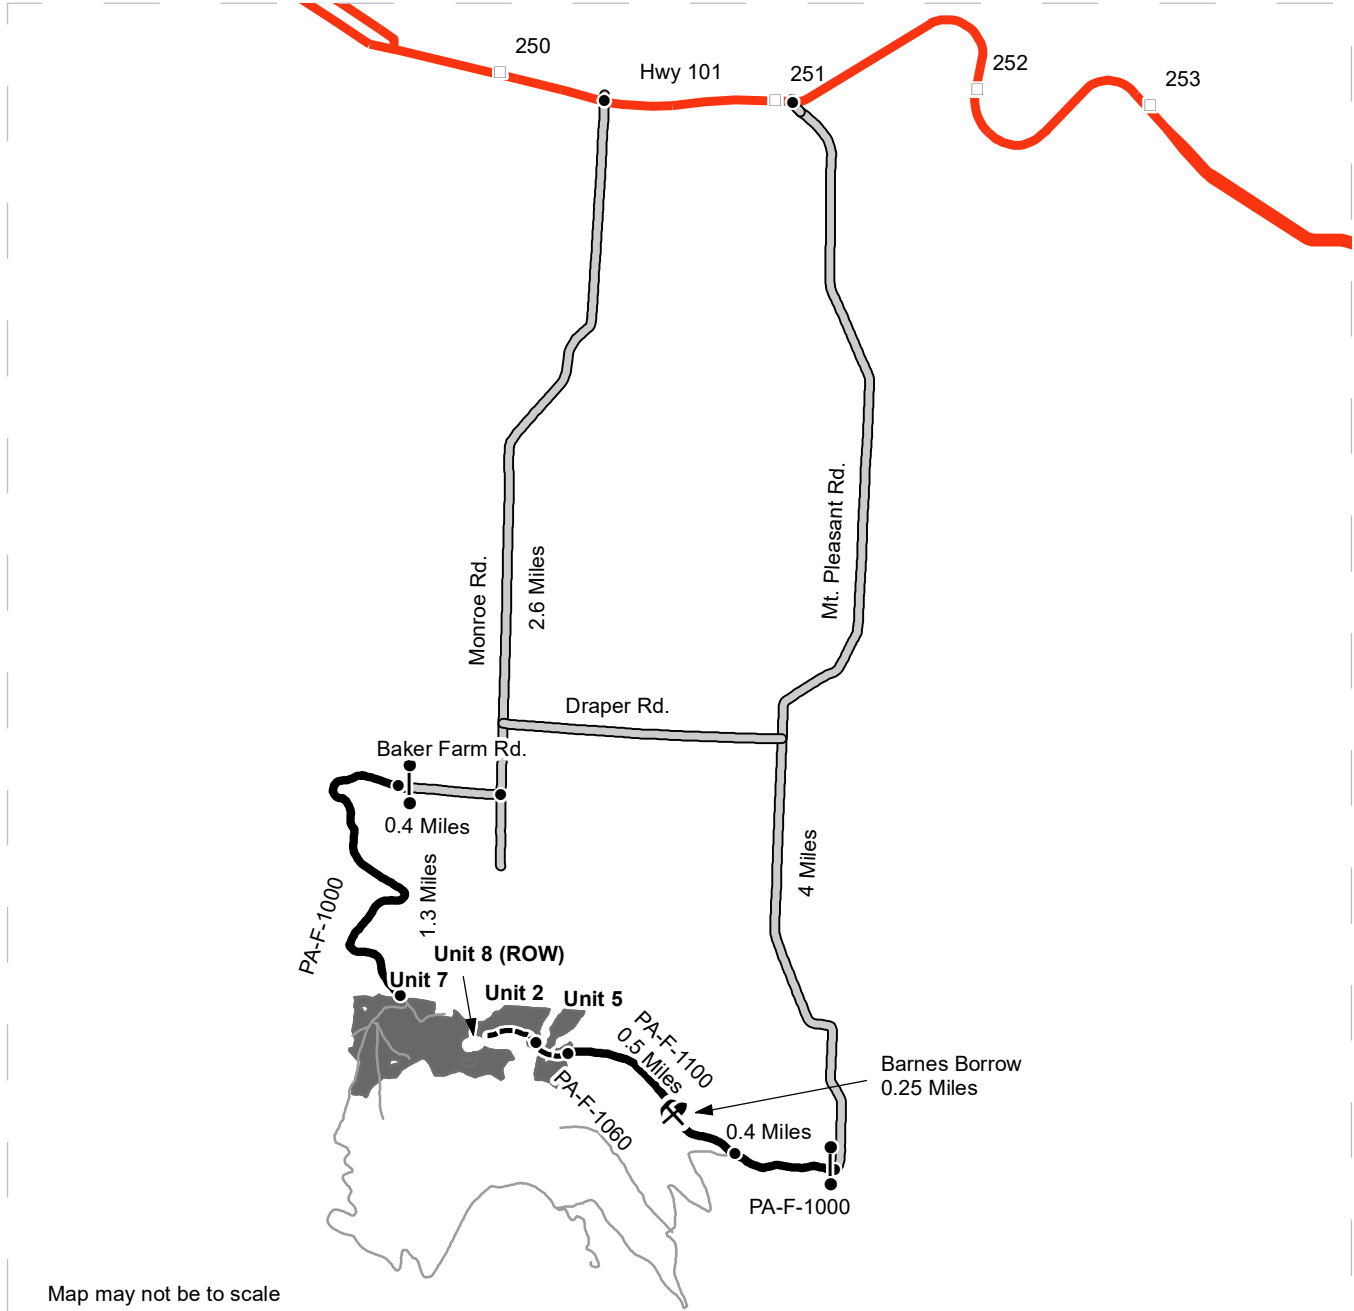 250
Hwy 101
251
252
253
Monroe Rd.
2.6 Miles
Mt. Pleasant Rd.
Draper Rd.
Baker Farm Rd.
0.4 Miles
4 Miles
PA-F-1000
1.3 Miles
Unit 8 (ROW)
Unit 7
Unit 2
Unit 5
PA-F-1100
0.5 Miles
PA-F-1060
Barnes Borrow
0.25 Miles
0.4 Miles
PA-F-1000
Map may not be to scale